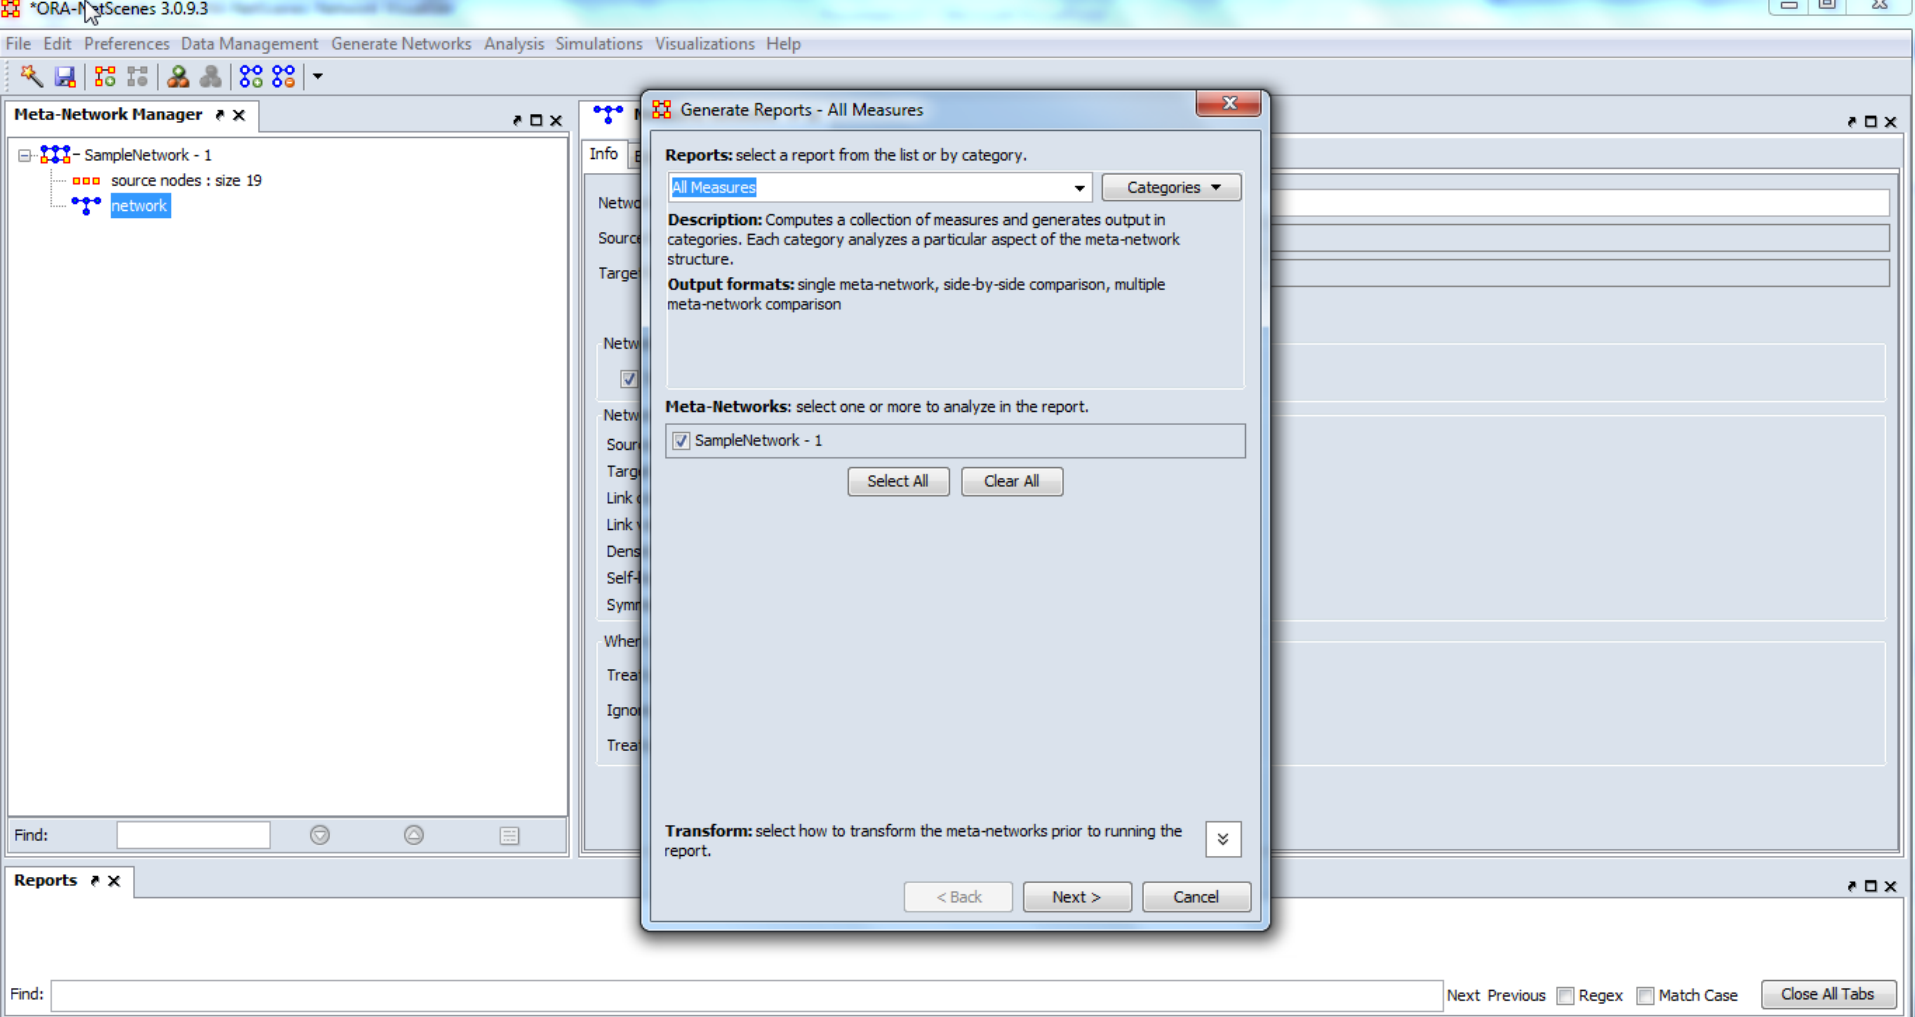 *ORA-NetScenes 3.0.9.3
File Edit Preferences Data Management Generate Networks Analysis Simulations Visualizations Help
Meta-Network Manager
SampleNetwork - 1
source nodes : size 19
network
Find:
Info
Source
Link
Generate Reports - All Measures
Reports: select a report from the list or by category.
All Measures
Categories
Description: Computes a collection of measures and generates output in
categories. Each category analyzes a particular aspect of the meta-network
structure.
Output formats: single meta-network, side-by-side comparison, multiple
meta-network comparison
Meta-Networks: select one or more to analyze in the report.
SampleNetwork - 1
Select All Clear All
Transform: select how to transform the meta-networks prior to running the
report.
< Back Next > Cancel
Reports
Find:
Next Previous Regex Match Case Close All Tabs